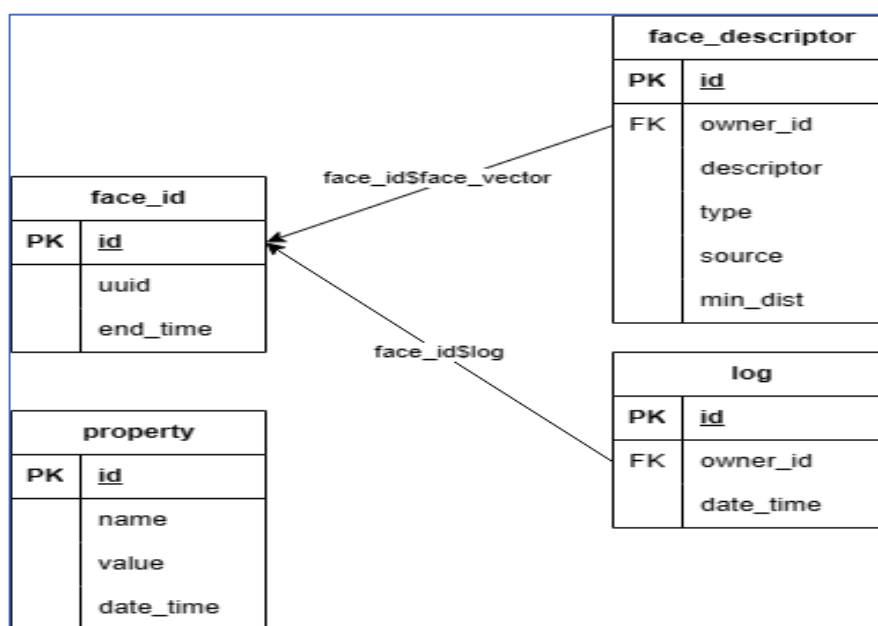 face_descriptor
PK id
FK owner_id
descriptor
type
source
min_dist
face_id$face_vector
face_id
PK id
uuid
end_time
face_id$log
log
PK id
FK owner_id
date_time
property
PK id
name
value
date_time